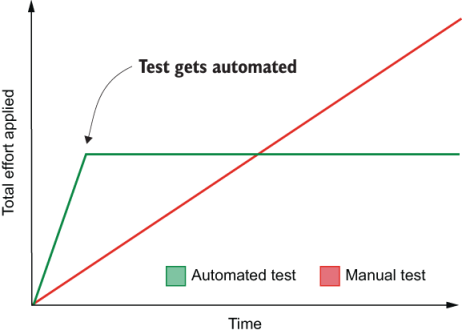 Test gets automated
Total effort applied
Automated test
Manual test
Time